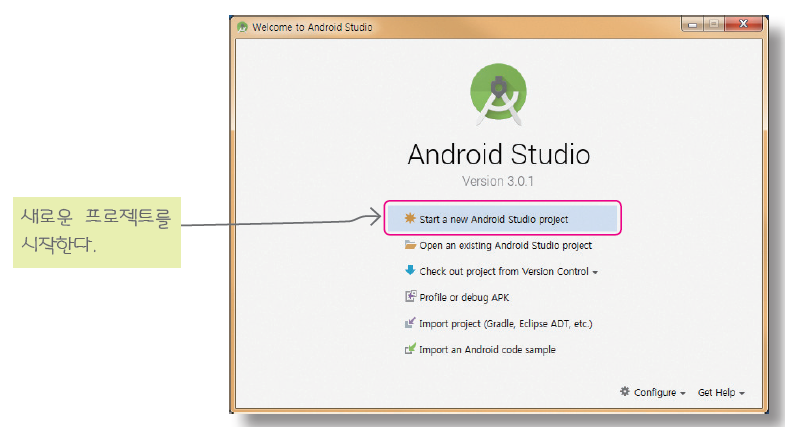 Welcome to Android Studio
Android Studio
Version 3.0.1
새로운 프로젝트를
시작한다.
Start a new Android Studio project
Open an existing Android Studio project
Check out project from Version Control
Profile or debug APK
Import project (Gradle, Eclipse ADT, etc.)
Import an Android code sample
Configure
Get Help